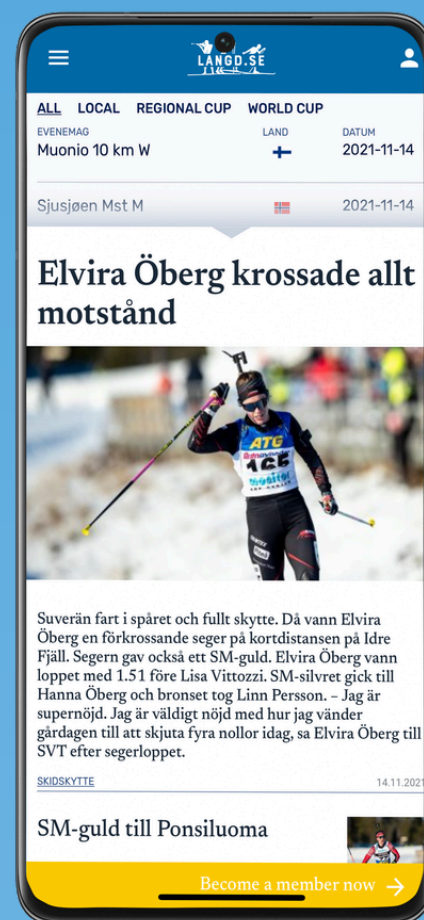 LANGD.SE
ALL LOCAL REGIONAL CUP WORLD CUP
EVENEMAG LAND DATUM
Muonio 10 km W 2021-11-14
Sjusjøen Mst M 2021-11-14
Elvira Öberg krossade allt
motstånd
ATG
165
Suverän fart i spåret och fullt skytte. Då vann Elvira
Öberg en förkrossande seger på kortdistansen på Idre
Fjäll. Segern gav också ett SM-guld. Elvira Öberg vann
loppet med 1.51 före Lisa Vittozzi. SM-silvret gick till
Hanna Öberg och bronset tog Linn Persson. – Jag är
supernöjd. Jag är väldigt nöjd med hur jag vänder
gårdagen till att skjuta fyra nollor idag, sa Elvira Öberg till
SVT efter segerloppet.
SKIDSKYTTE 14.11.2021
SM-guld till Ponsiluoma
Become a member now